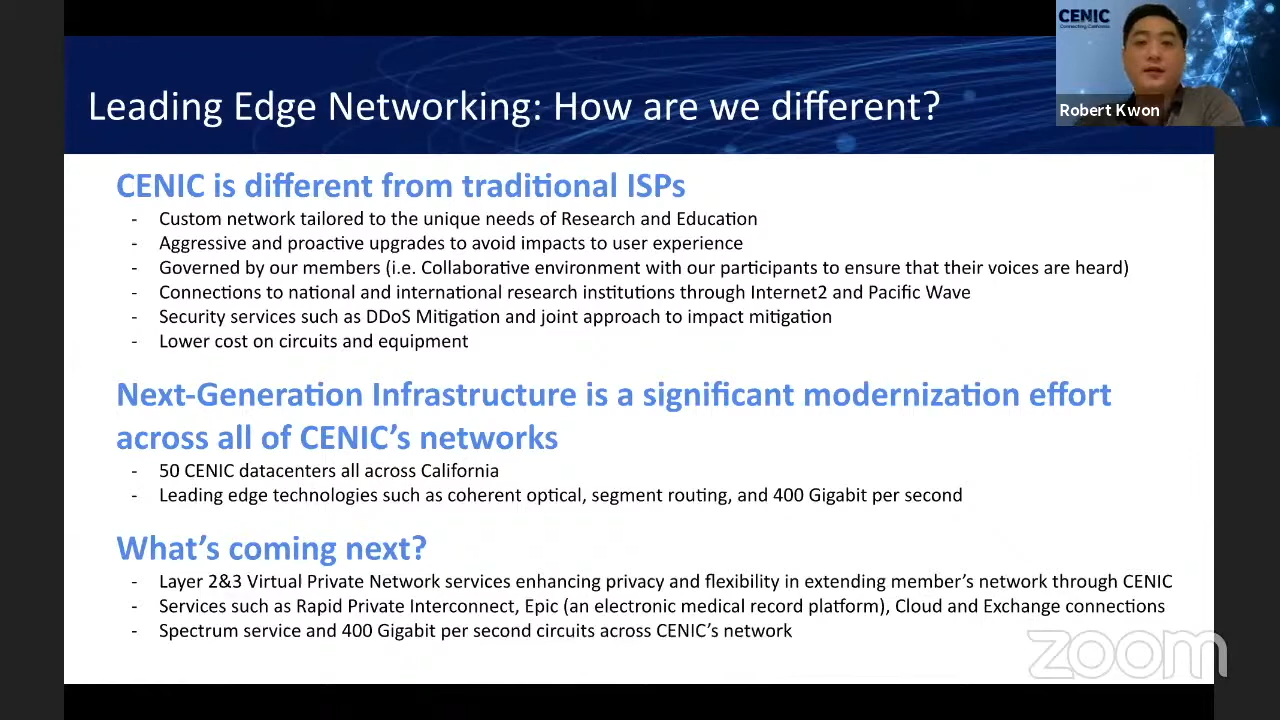 CENIC
Connecting California
Robert Kwon
Leading Edge Networking: How are we different?
CENIC is different from traditional ISPs
- Custom network tailored to the unique needs of Research and Education
- Aggressive and proactive upgrades to avoid impacts to user experience
- Governed by our members (i.e. Collaborative environment with our participants to ensure that their voices are heard)
- Connections to national and international research institutions through Internet2 and Pacific Wave
- Security services such as DDoS Mitigation and joint approach to impact mitigation
- Lower cost on circuits and equipment
Next-Generation Infrastructure is a significant modernization effort
across all of CENIC’s networks
- 50 CENIC datacenters all across California
- Leading edge technologies such as coherent optical, segment routing, and 400 Gigabit per second
What’s coming next?
- Layer 2&3 Virtual Private Network services enhancing privacy and flexibility in extending member’s network through CENIC
- Services such as Rapid Private Interconnect, Epic (an electronic medical record platform), Cloud and Exchange connections
- Spectrum service and 400 Gigabit per second circuits across CENIC’s network
zoom